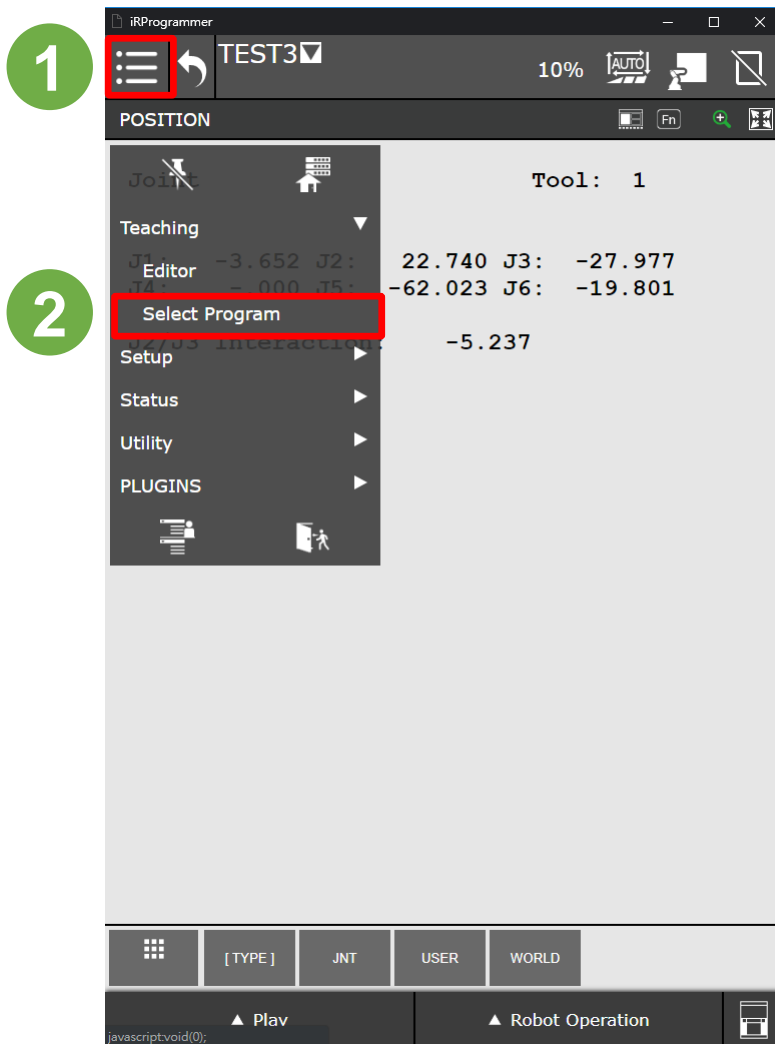 iRProgrammer
1
TEST3
10%
AUTO
POSITION
Fn
Joint
Tool: 1
Teaching
J1: -3.652 J2: 22.740 J3: -27.977
Editor
J4: -.000 J5: -62.023 J6: -19.801
2
Select Program
J2/J3 Interaction: -5.237
Setup
Status
Utility
PLUGINS
[ TYPE ]
JNT
USER
WORLD
Play
Robot Operation
javascript:void(0);